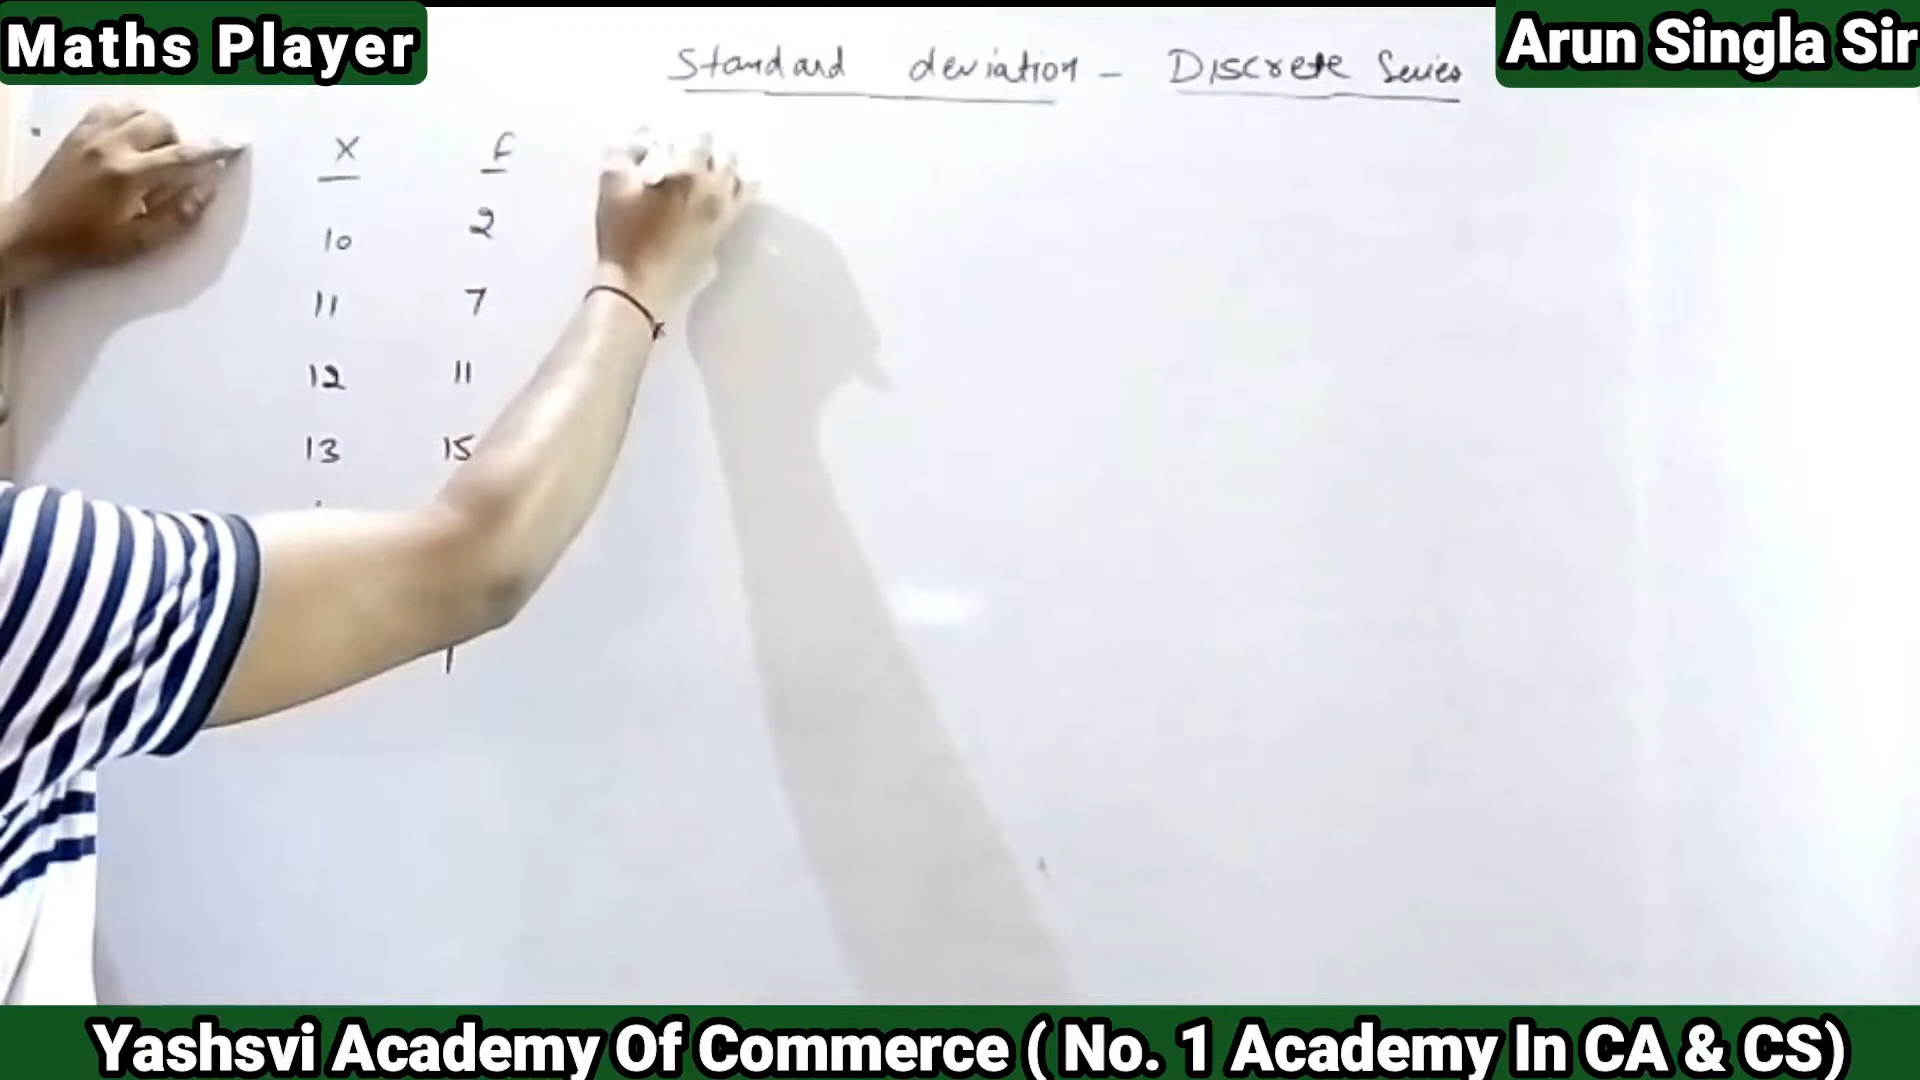 Maths Player
Arun Singla Sir
Standard deviation - Discrete Series
X f
10 2
11 7
12 11
13 15
1
Yashsvi Academy Of Commerce ( No. 1 Academy In CA & CS)